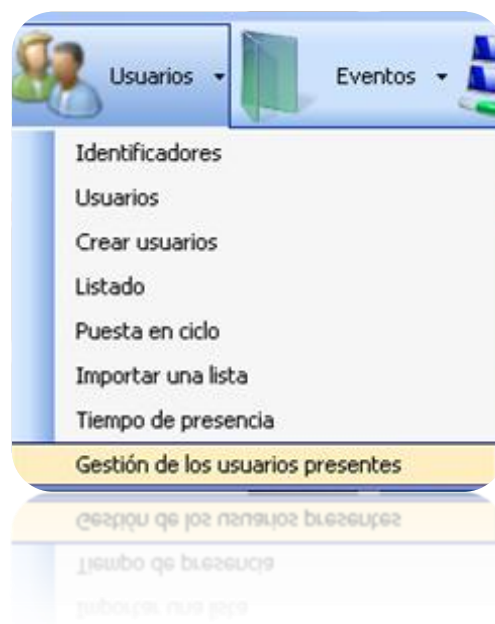 Usuarios Eventos
Identificadores
Usuarios
Crear usuarios
Listado
Puesta en ciclo
Importar una lista
Tiempo de presencia
Gestión de los usuarios presentes